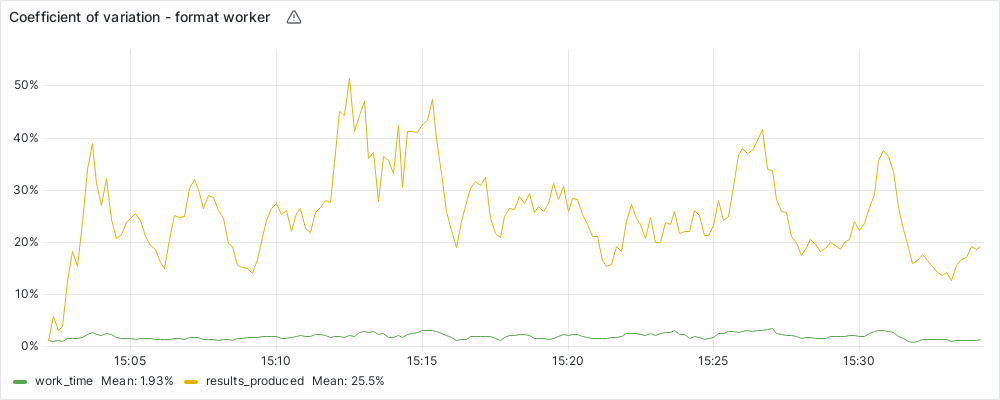 Coefficient of variation - format worker
50%
40%
30%
20%
10%
0%
15:05 15:10 15:15 15:20 15:25 15:30
work_time Mean: 1.93% results_produced Mean: 25.5%